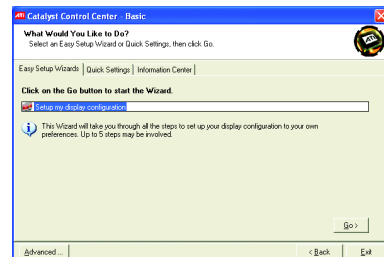 ATI Catalyst Control Center - Basic
What Would You Like to Do?
Select an Easy Setup Wizard or Quick Settings, then click Go.
ATI
Easy Setup Wizards Quick Settings Information Center
Click on the Go button to start the Wizard.
Setup my display configuration
This Wizard will take you through all the steps to set up your display configuration to your own
preferences. Up to 5 steps may be involved.
Go >
Advanced ... < Back Exit